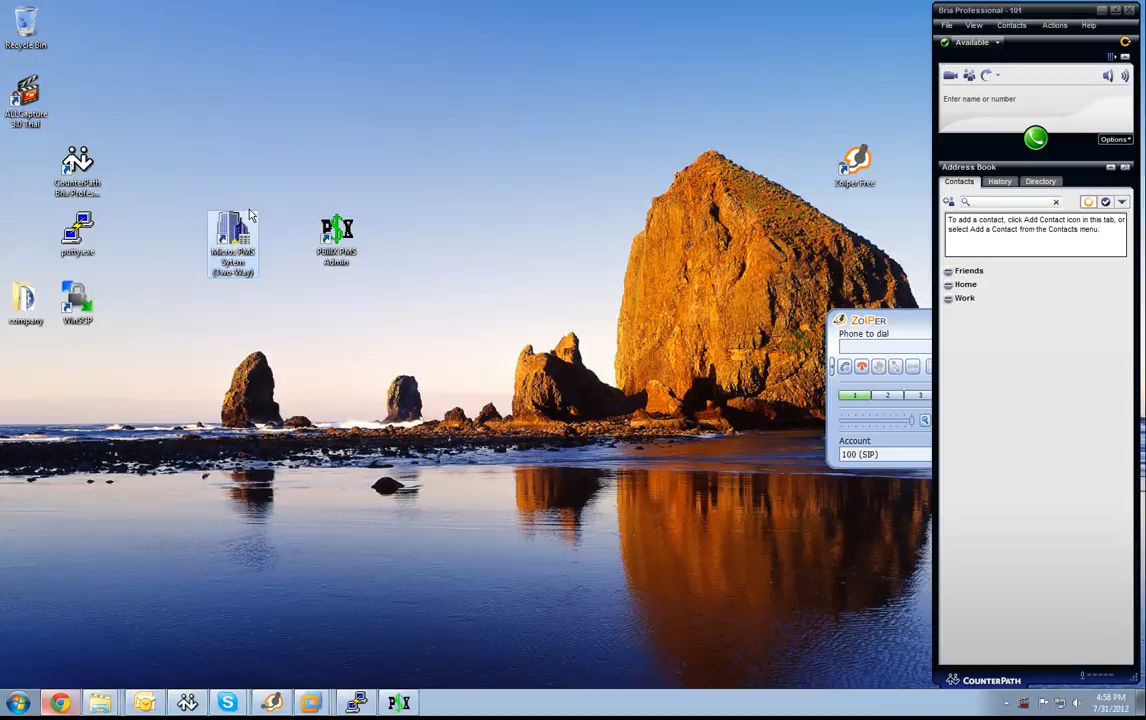 Recycle Bin
ALLCapture
3.0 Trial
CounterPath
Bria Profes...
putty.exe
company
WinSCP
Micros PMS
Sytem
(Two-Way)
PBX
PBXIX PMS
Admin
Zoiper Free
ZoIPER
Phone to dial
1 2 3
Account
100 (SIP)
Bria Professional - 101
File View Contacts Actions Help
Available
Enter name or number
Options
Address Book
Contacts History Directory
To add a contact, click Add Contact icon in this tab, or
select Add a Contact from the Contacts menu.
Friends
Home
Work
COUNTERPATH
4:58 PM
7/31/2012